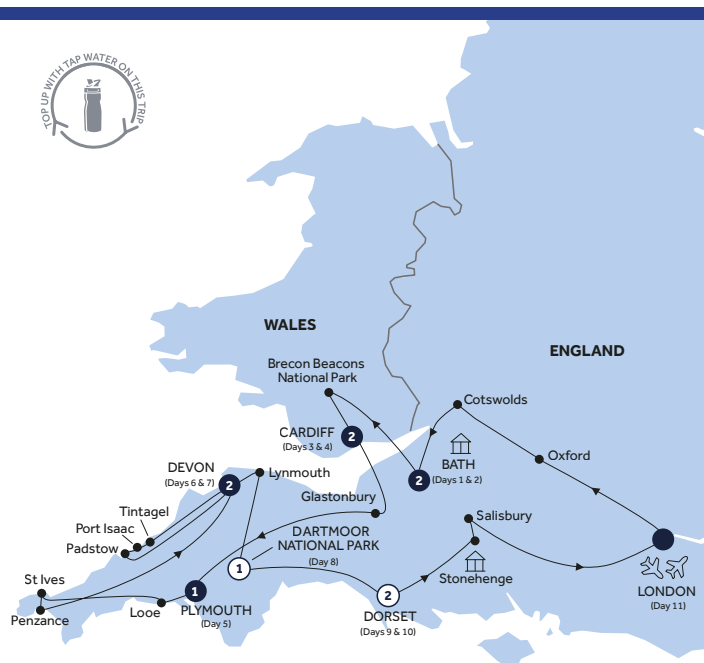 TOP UP WITH TAP WATER ON THIS TRIP
WALES
ENGLAND
Brecon Beacons
National Park
Cotswolds
CARDIFF
(Days 3 & 4)
2
BATH
(Days 1 & 2)
2
Oxford
DEVON
(Days 6 & 7)
2
Lynmouth
Glastonbury
Tintagel
Port Isaac
Padstow
Salisbury
DARTMOOR
NATIONAL PARK
(Day 8)
1
Stonehenge
St Ives
Penzance
Looe
1
PLYMOUTH
(Day 5)
2
DORSET
(Days 9 & 10)
LONDON
(Day 11)